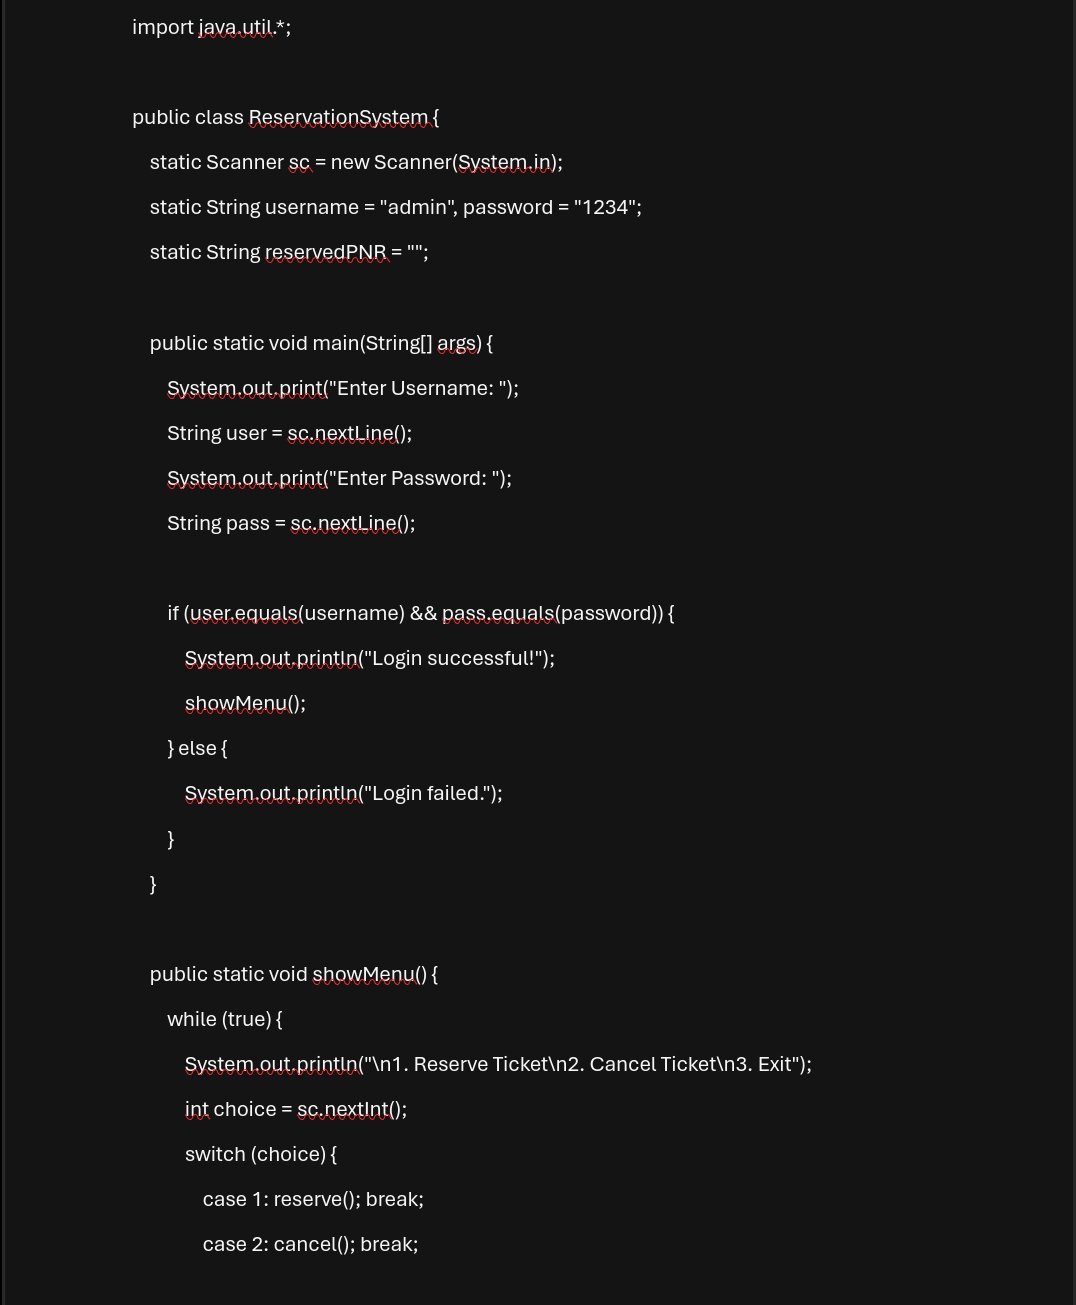 import java.util.*;
public class ReservationSystem {
static Scanner sc = new Scanner(System.in);
static String username = "admin", password = "1234";
static String reservedPNR = "";
public static void main(String[] args) {
System.out.print("Enter Username: ");
String user = sc.nextLine();
System.out.print("Enter Password: ");
String pass = sc.nextLine();
if (user.equals(username) && pass.equals(password)) {
System.out.println("Login successful!");
showMenu();
} else {
System.out.println("Login failed.");
}
}
public static void showMenu() {
while (true) {
System.out.println("\n1. Reserve Ticket\n2. Cancel Ticket\n3. Exit");
int choice = sc.nextInt();
switch (choice) {
case 1: reserve(); break;
case 2: cancel(); break;